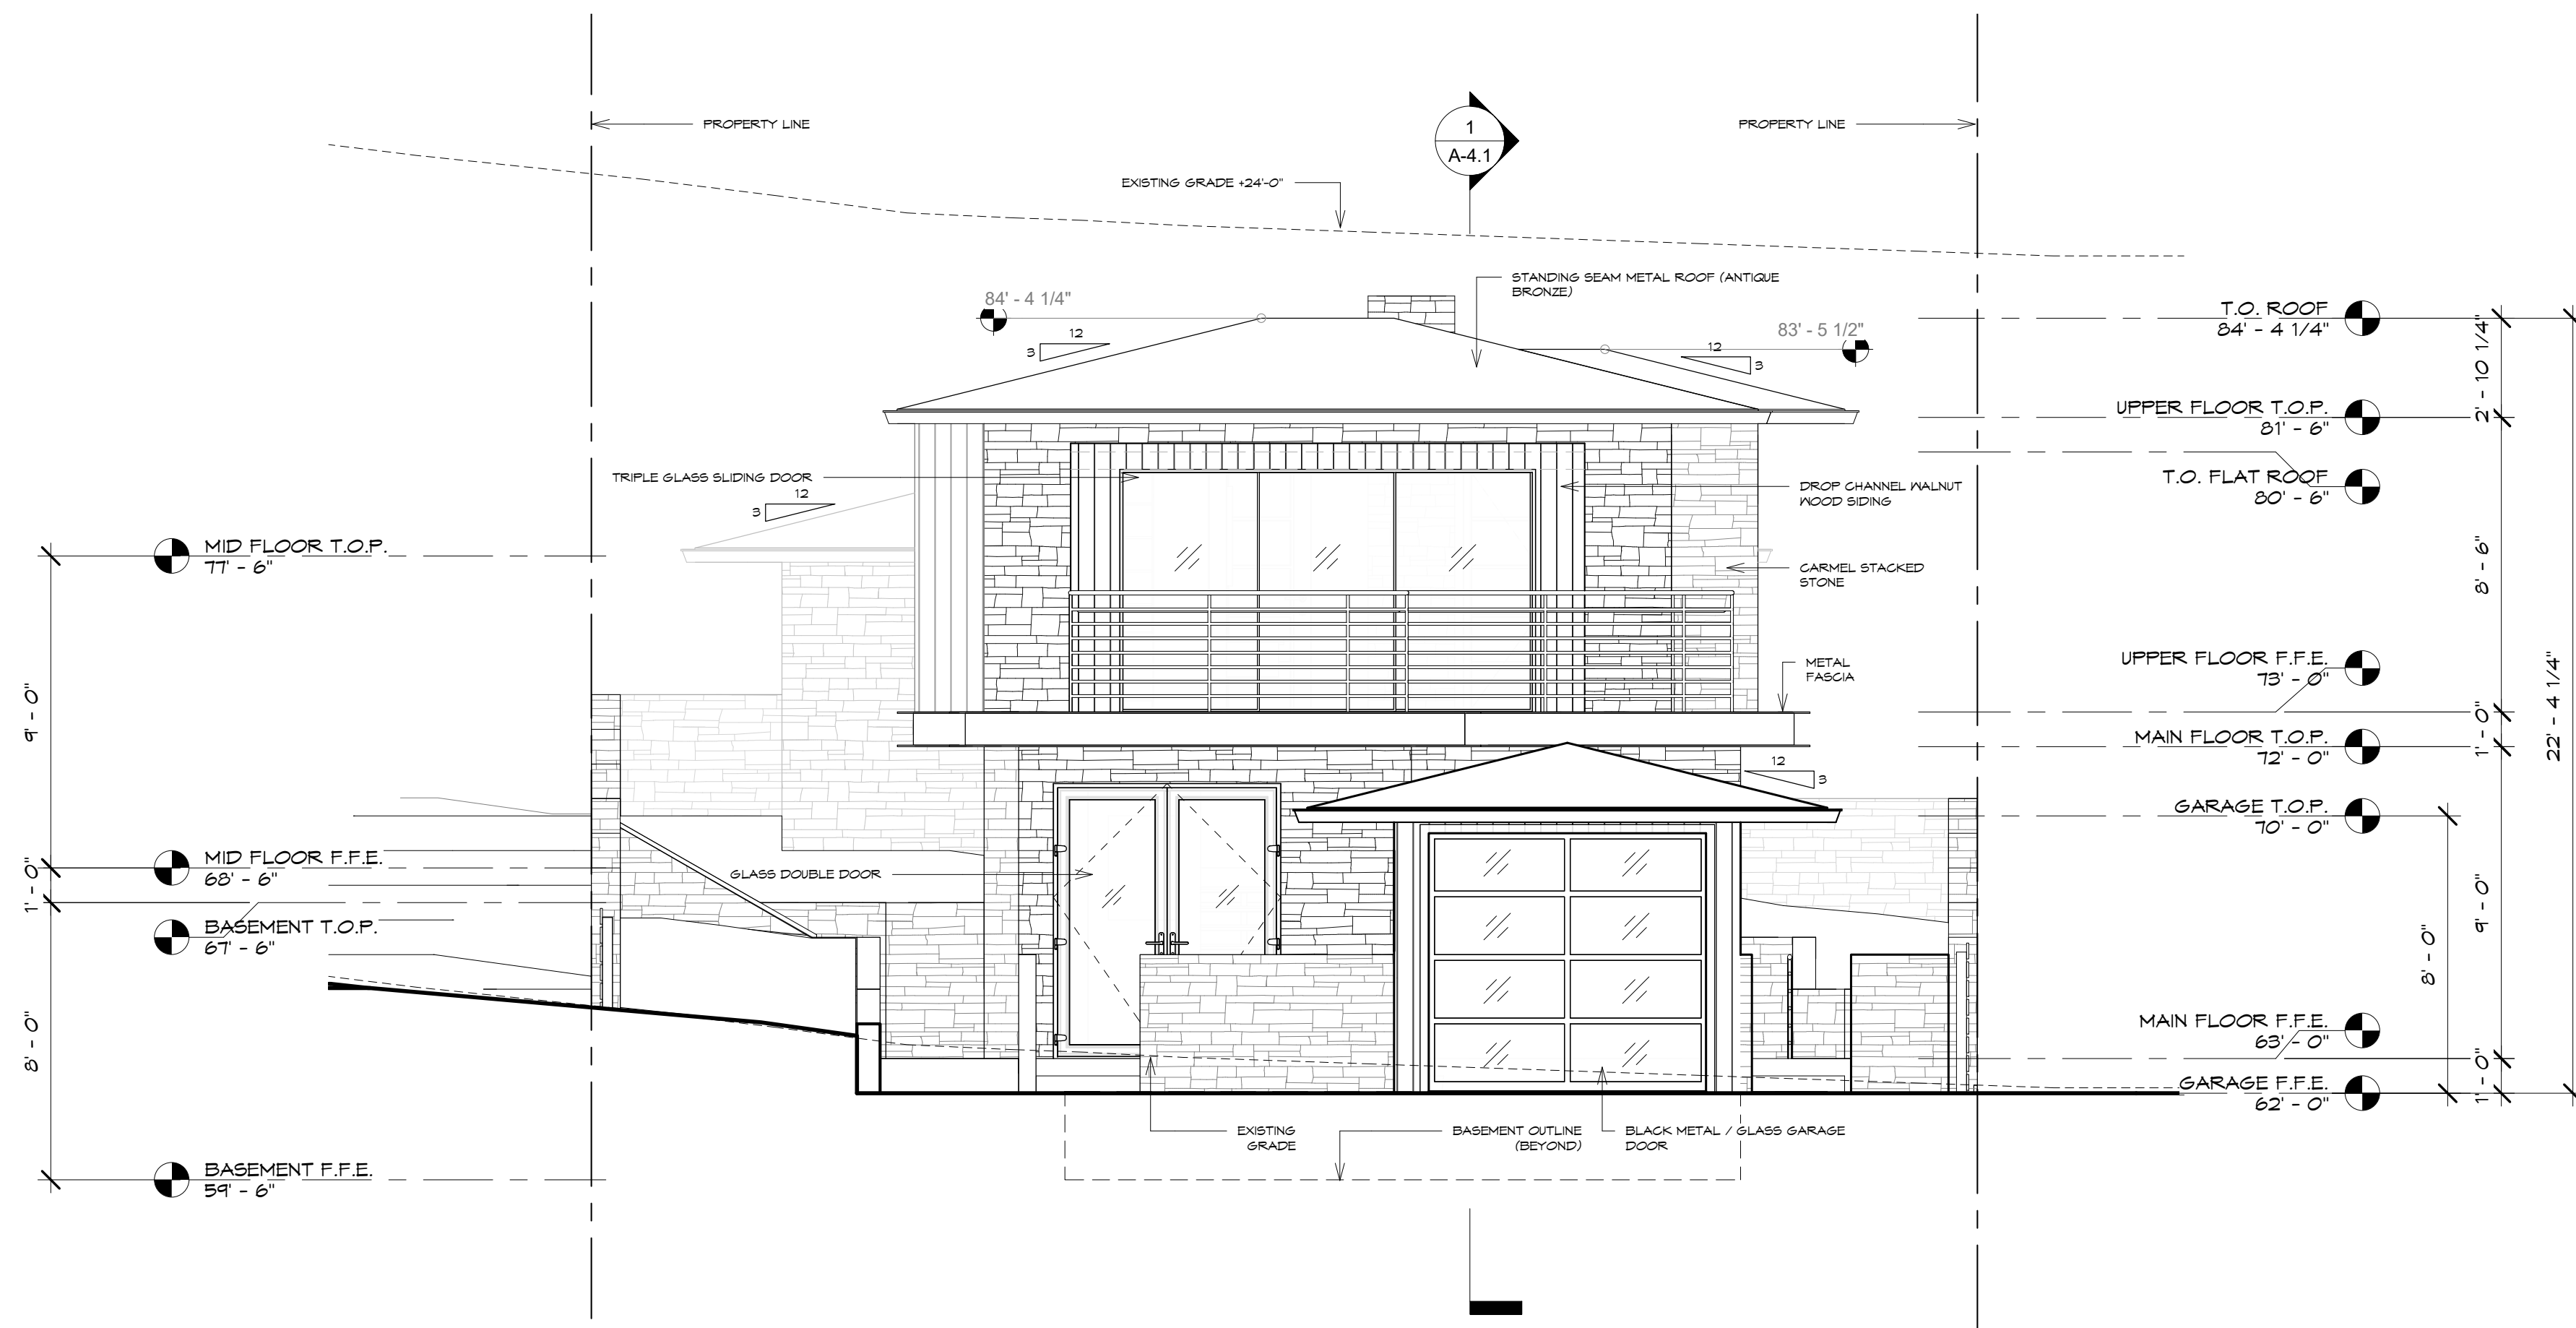 PROPERTY LINE
PROPERTY LINE
1
A-4.1
EXISTING GRADE +24'-0"
STANDING SEAM METAL ROOF (ANTIQUE
BRONZE)
84' - 4 1/4"
83' - 5 1/2"
12
3
12
3
T.O. ROOF
84' - 4 1/4"
2' - 10 1/4"
UPPER FLOOR T.O.P.
81' - 6"
T.O. FLAT ROOF
80' - 6"
TRIPLE GLASS SLIDING DOOR
12
3
DROP CHANNEL WALNUT
WOOD SIDING
CARMEL STACKED
STONE
MID FLOOR T.O.P.
77' - 6"
8' - 6"
METAL
FASCIA
UPPER FLOOR F.F.E.
73' - 0"
1' - 0"
22' - 4 1/4"
9' - 0"
MAIN FLOOR T.O.P.
72' - 0"
12
3
GARAGE T.O.P.
70' - 0"
MID FLOOR F.F.E.
68' - 6"
1' - 0"
GLASS DOUBLE DOOR
BASEMENT T.O.P.
67' - 6"
9' - 0"
8' - 0"
8' - 0"
MAIN FLOOR F.F.E.
63' - 0"
1' - 0"
GARAGE F.F.E.
62' - 0"
EXISTING
GRADE
BASEMENT OUTLINE
(BEYOND)
BLACK METAL / GLASS GARAGE
DOOR
BASEMENT F.F.E.
59' - 6"